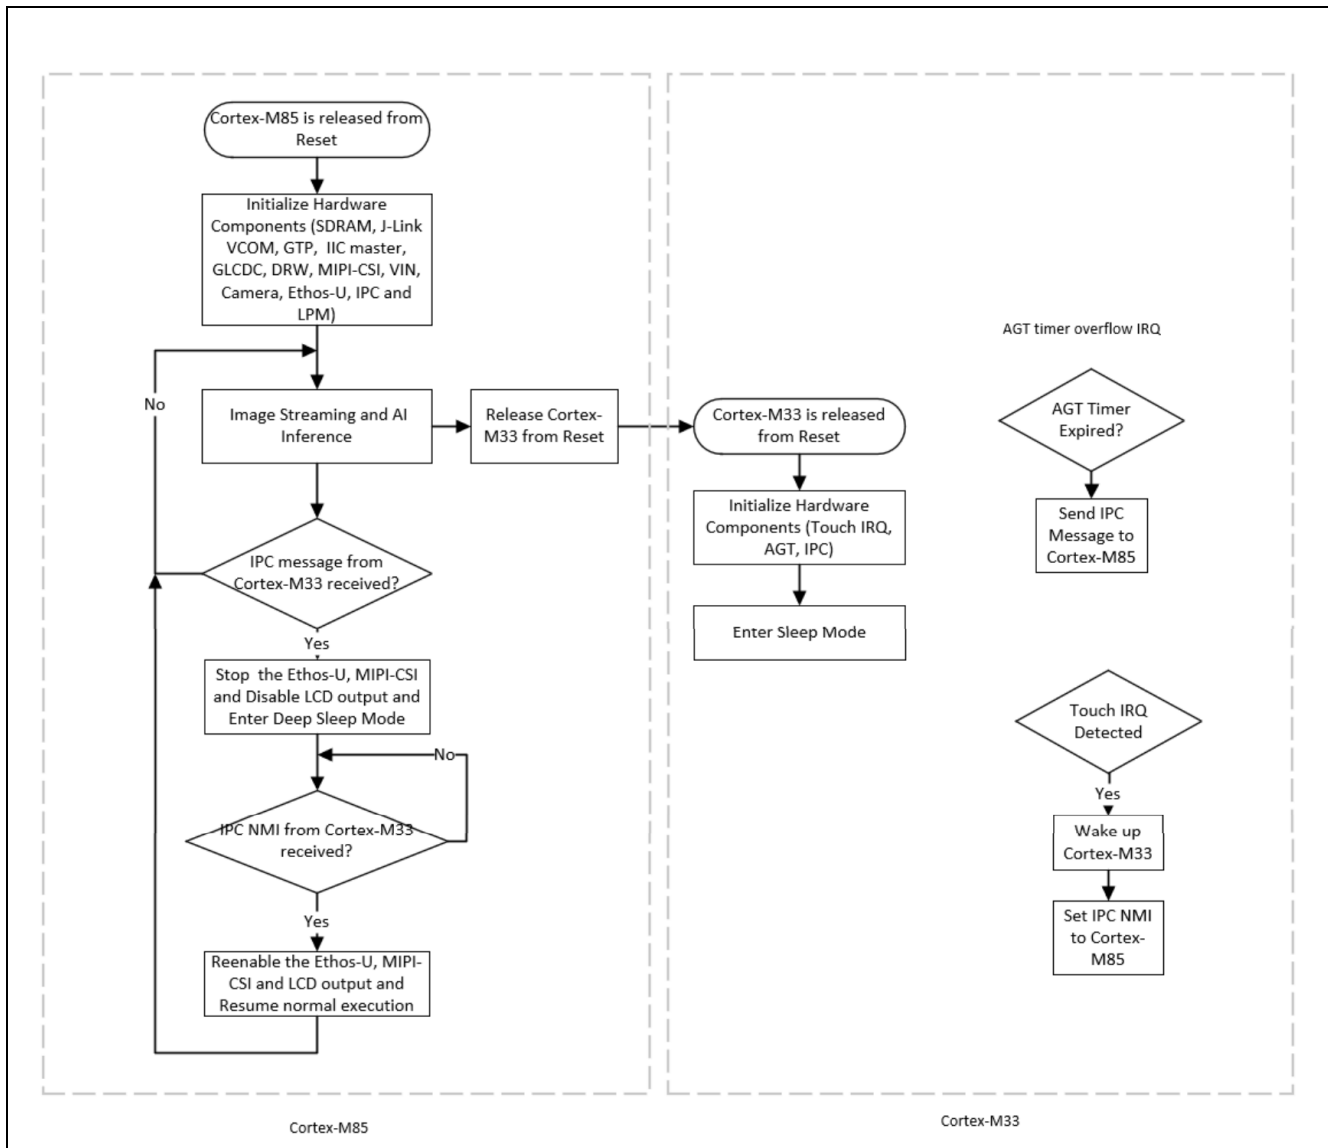 Cortex-M85 is released from
Reset
Initialize Hardware
Components (SDRAM, J-Link
VCOM, GTP, IIC master,
GLCDC, DRW, MIPI-CSI, VIN,
Camera, Ethos-U, IPC and
LPM)
No
Image Streaming and AI
Inference
Release Cortex-
M33 from Reset
IPC message from
Cortex-M33 received?
Yes
Stop the Ethos-U, MIPI-CSI
and Disable LCD output and
Enter Deep Sleep Mode
No
IPC NMI from Cortex-M33
received?
Yes
Reenable the Ethos-U, MIPI-
CSI and LCD output and
Resume normal execution
Cortex-M85
Cortex-M33 is released
from Reset
Initialize Hardware
Components (Touch IRQ,
AGT, IPC)
Enter Sleep Mode
AGT timer overflow IRQ
AGT Timer
Expired?
Send IPC
Message to
Cortex-M85
Touch IRQ
Detected
Yes
Wake up
Cortex-M33
Set IPC NMI
to Cortex-
M85
Cortex-M33